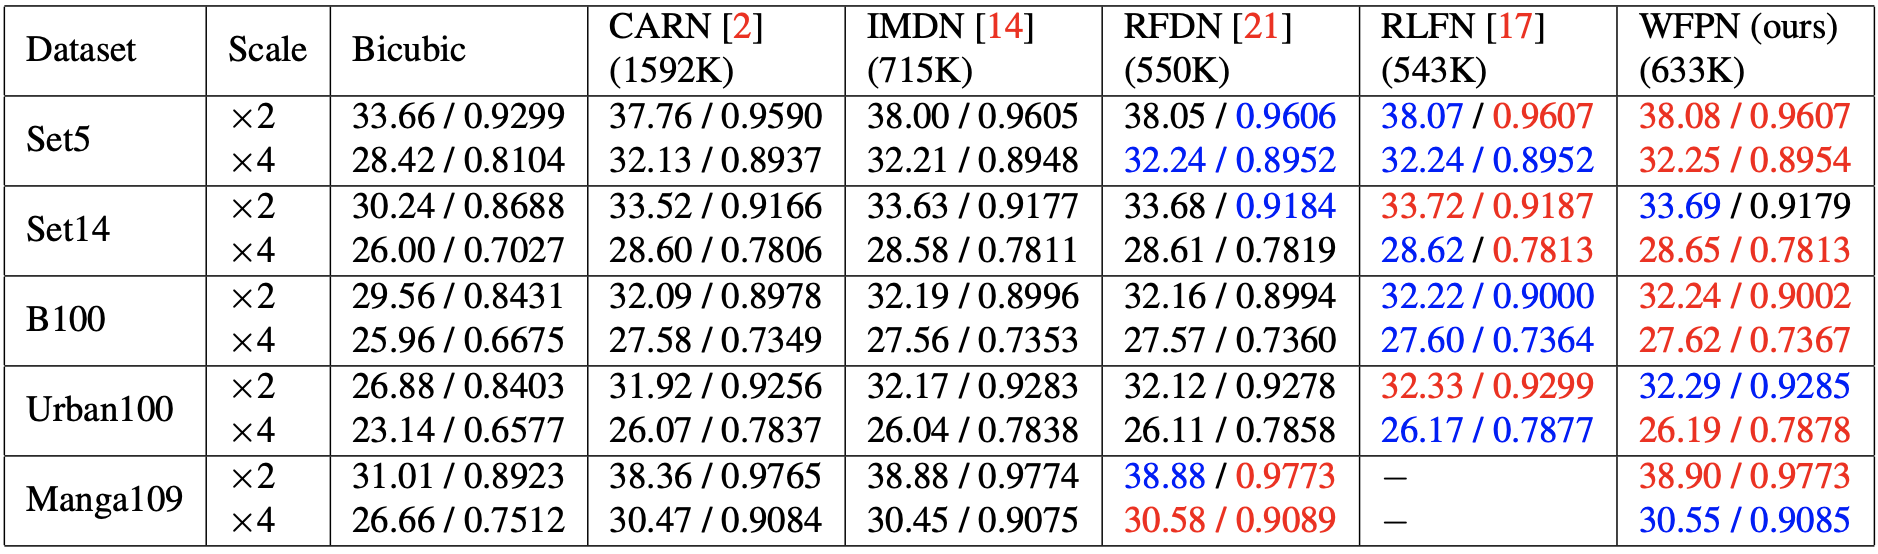 Dataset Scale Bicubic CARN [2] (1592K) IMDN [14] (715K) RFDN [21] (550K) RLFN [17] (543K) WFPN (ours) (633K)
Set5 ×2 33.66 / 0.9299 37.76 / 0.9590 38.00 / 0.9605 38.05 / 0.9606 38.07 / 0.9607 38.08 / 0.9607
×4 28.42 / 0.8104 32.13 / 0.8937 32.21 / 0.8948 32.24 / 0.8952 32.24 / 0.8952 32.25 / 0.8954
Set14 ×2 30.24 / 0.8688 33.52 / 0.9166 33.63 / 0.9177 33.68 / 0.9184 33.72 / 0.9187 33.69 / 0.9179
×4 26.00 / 0.7027 28.60 / 0.7806 28.58 / 0.7811 28.61 / 0.7819 28.62 / 0.7813 28.65 / 0.7813
B100 ×2 29.56 / 0.8431 32.09 / 0.8978 32.19 / 0.8996 32.16 / 0.8994 32.22 / 0.9000 32.24 / 0.9002
×4 25.96 / 0.6675 27.58 / 0.7349 27.56 / 0.7353 27.57 / 0.7360 27.60 / 0.7364 27.62 / 0.7367
Urban100 ×2 26.88 / 0.8403 31.92 / 0.9256 32.17 / 0.9283 32.12 / 0.9278 32.33 / 0.9299 32.29 / 0.9285
×4 23.14 / 0.6577 26.07 / 0.7837 26.04 / 0.7838 26.11 / 0.7858 26.17 / 0.7877 26.19 / 0.7878
Manga109 ×2 31.01 / 0.8923 38.36 / 0.9765 38.88 / 0.9774 38.88 / 0.9773 – 38.90 / 0.9773
×4 26.66 / 0.7512 30.47 / 0.9084 30.45 / 0.9075 30.58 / 0.9089 – 30.55 / 0.9085